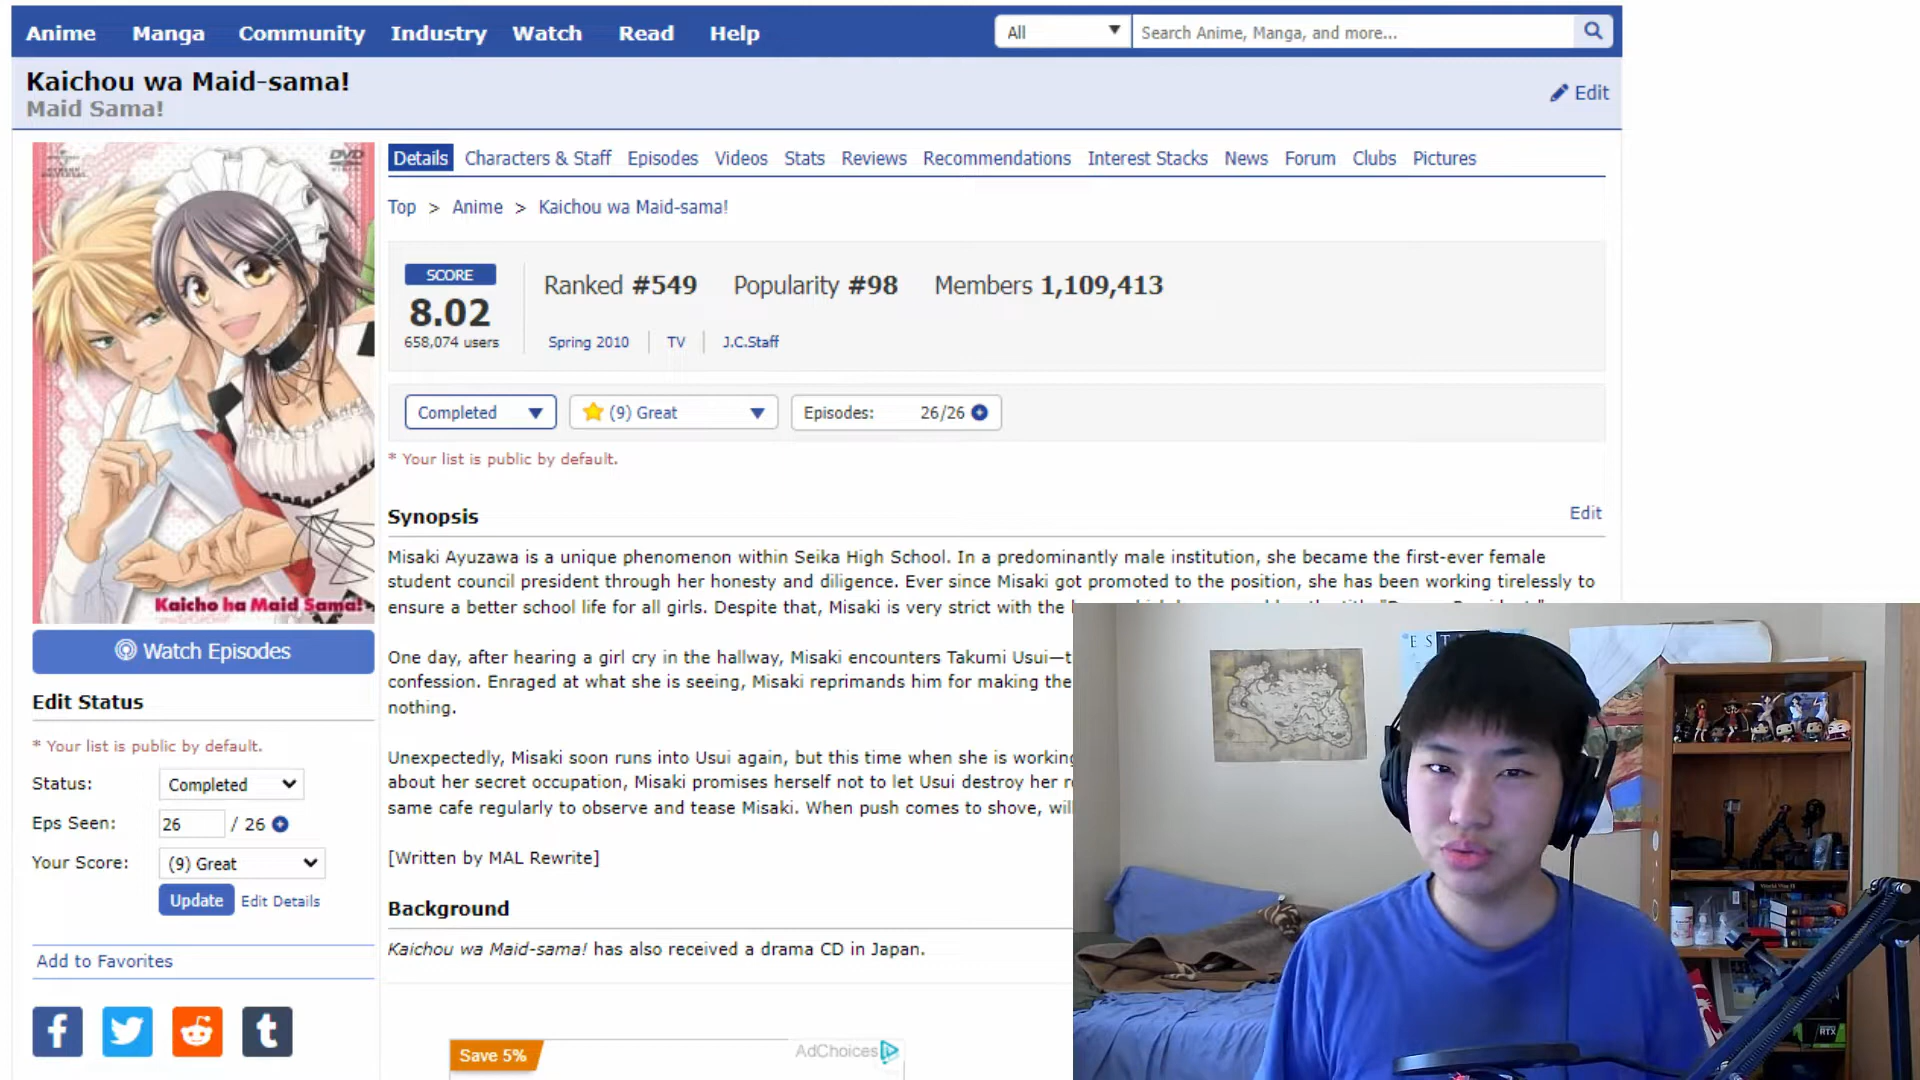 Anime Manga Community Industry Watch Read Help All Search Anime, Manga, and more...
Kaichou wa Maid-sama!
Maid Sama!
Edit
DVD
Kaicho ha Maid Sama!
Details Characters & Staff Episodes Videos Stats Reviews Recommendations Interest Stacks News Forum Clubs Pictures
Top > Anime > Kaichou wa Maid-sama!
SCORE
8.02
658,074 users
Ranked #549 Popularity #98 Members 1,109,413
Spring 2010 TV J.C.Staff
Completed (9) Great Episodes: 26/26
* Your list is public by default.
Synopsis
Edit
Misaki Ayuzawa is a unique phenomenon within Seika High School. In a predominantly male institution, she became the first-ever female
student council president through her honesty and diligence. Ever since Misaki got promoted to the position, she has been working tirelessly to
ensure a better school life for all girls. Despite that, Misaki is very strict with the
One day, after hearing a girl cry in the hallway, Misaki encounters Takumi Usui—
confession. Enraged at what she is seeing, Misaki reprimands him for making the
nothing.
Unexpectedly, Misaki soon runs into Usui again, but this time when she is working
about her secret occupation, Misaki promises herself not to let Usui destroy her
same cafe regularly to observe and tease Misaki. When push comes to shove,
[Written by MAL Rewrite]
Background
Kaichou wa Maid-sama! has also received a drama CD in Japan.
Save 5%
AdChoices
Watch Episodes
Edit Status
* Your list is public by default.
Status: Completed
Eps Seen: 26 / 26
Your Score: (9) Great
Update Edit Details
Add to Favorites
f
t
EST
World War II
RTX